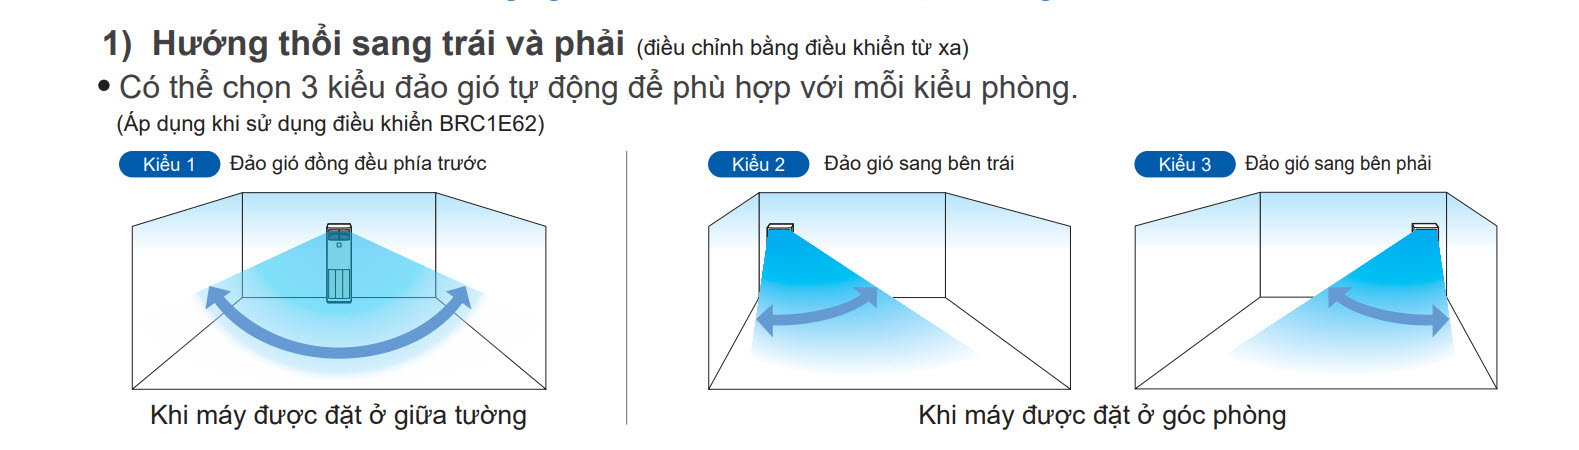 1) Hướng thổi sang trái và phải (điều chỉnh bằng điều khiển từ xa)
• Có thể chọn 3 kiểu đảo gió tự động để phù hợp với mỗi kiểu phòng.
(Áp dụng khi sử dụng điều khiển BRC1E62)
Kiểu 1 Đảo gió đồng đều phía trước
Kiểu 2 Đảo gió sang bên trái
Kiểu 3 Đảo gió sang bên phải
Khi máy được đặt ở giữa tường
Khi máy được đặt ở góc phòng